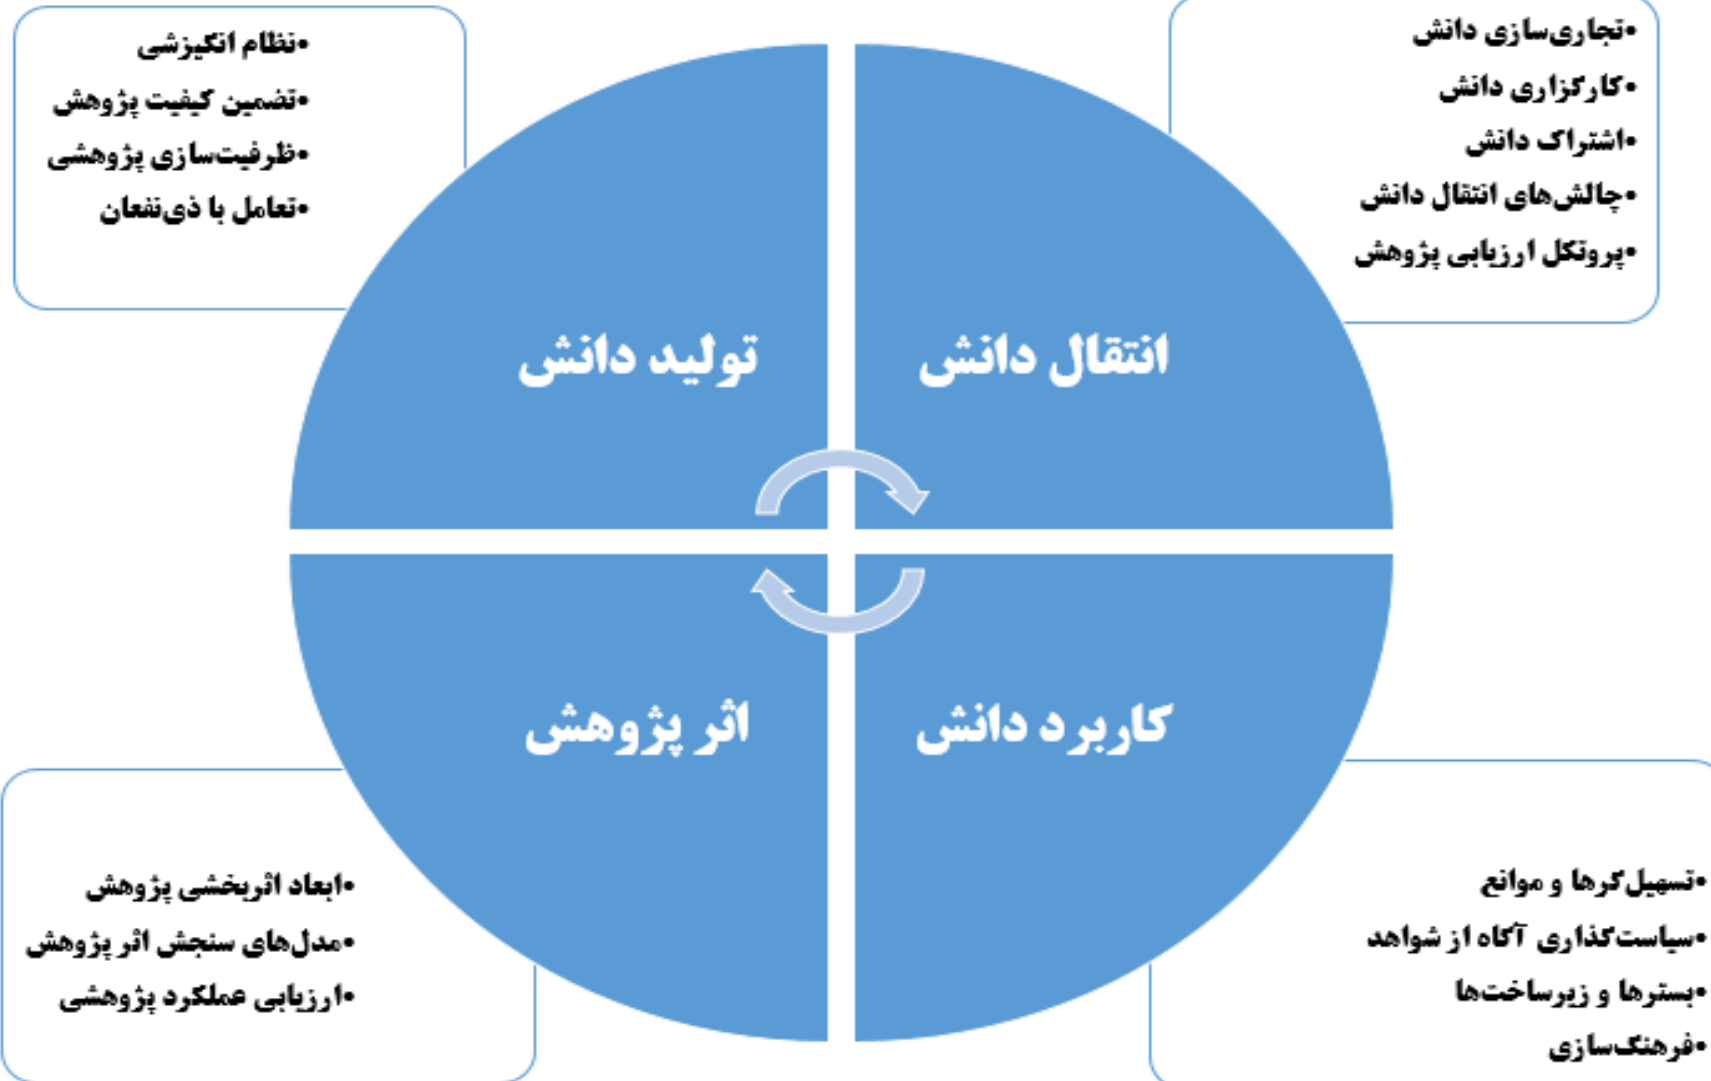 •تجاری‌سازی دانش
•کارگزاری دانش
•اشتراک دانش
•چالش‌های انتقال دانش
•پروتکل ارزیابی پژوهش
•نظام انگیزشی
•تضمین کیفیت پژوهش
•ظرفیت‌سازی پژوهشی
•تعامل با ذی‌نفعان
انتقال دانش
تولید دانش
کاربرد دانش
اثر پژوهش
•تسهیل‌گرها و موانع
•سیاست‌گذاری آگاه از شواهد
•بسترها و زیرساخت‌ها
•فرهنگ‌سازی
•ابعاد اثربخشی پژوهش
•مدل‌های سنجش اثر پژوهش
•ارزیابی عملکرد پژوهشی